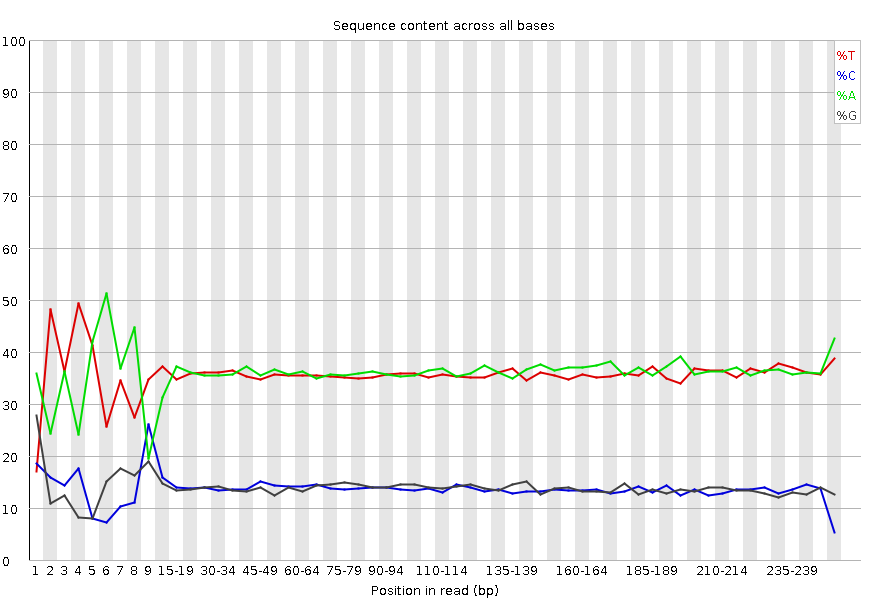 Sequence content across all bases
100
90
80
70
60
50
40
30
20
10
0
%T
%C
%A
%G
1 2 3 4 5 6 7 8 9 15-19 30-34 45-49 60-64 75-79 90-94 110-114 135-139 160-164 185-189 210-214 235-239
Position in read (bp)